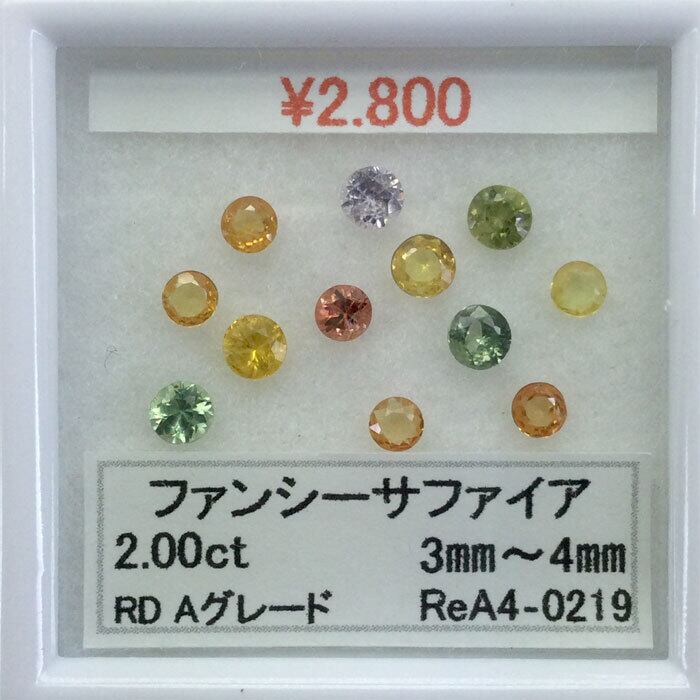 ¥2.800
ファンシーサファイア
2.00ct 3mm～4mm
RD Aグレード ReA4-0219